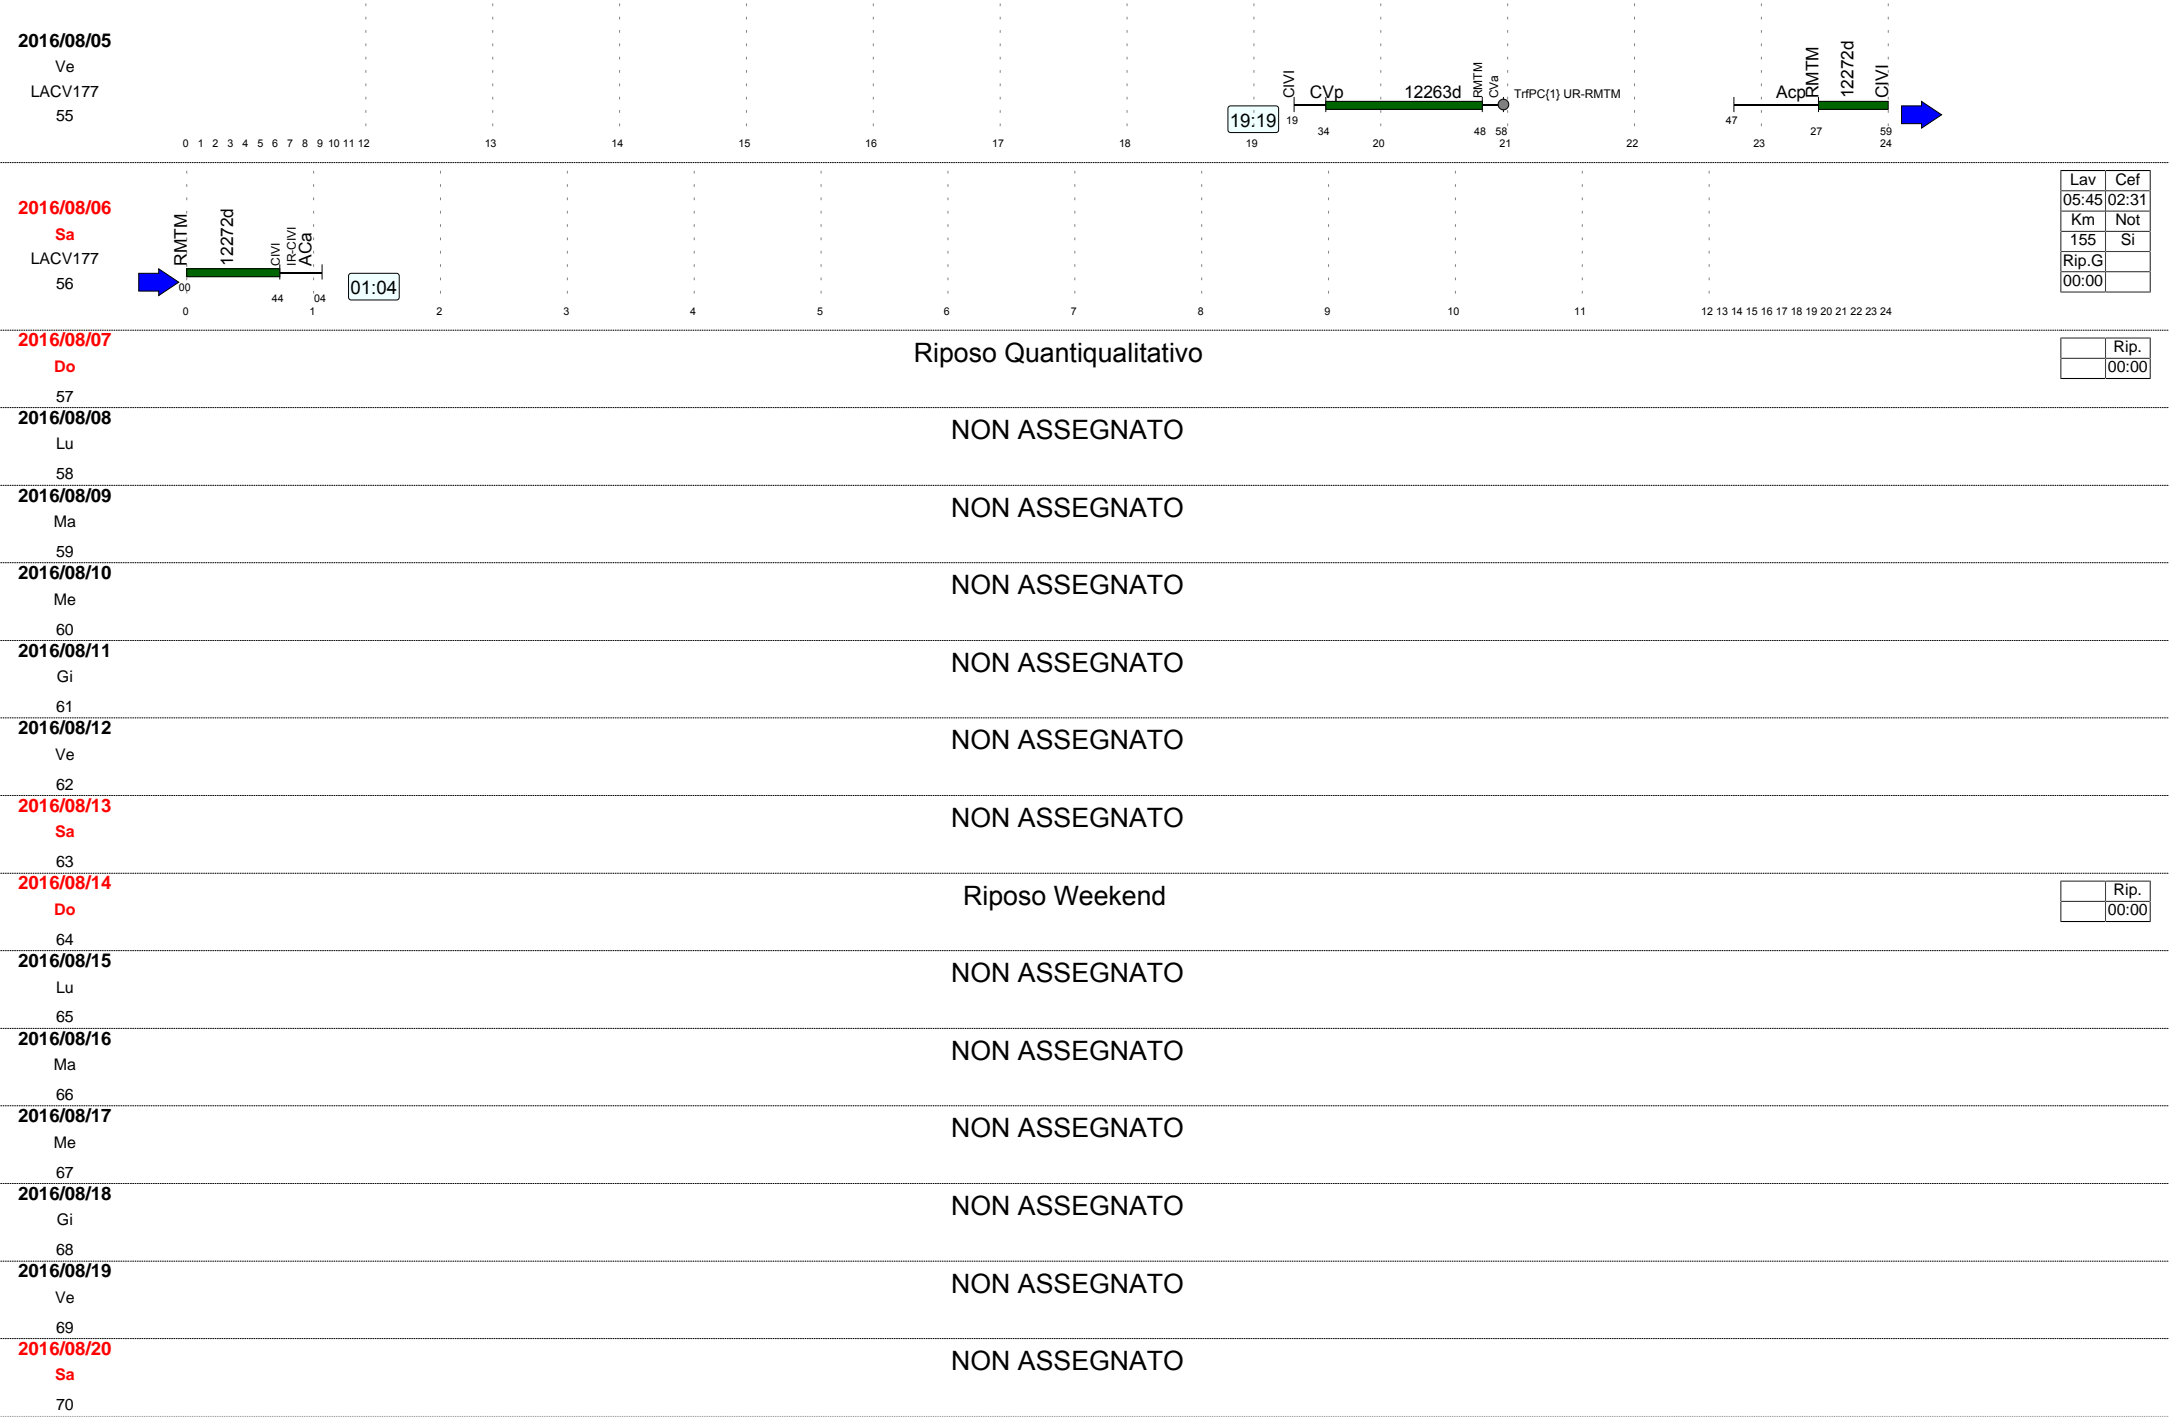 2016/08/05
Ve
LACV177
55
19:19
CIVI
CVp
12263d
RMTM
CVa
TrfPC{1} UR-RMTM
Acp
RMTM
12272d
CIVI
19
34
48
58
47
27
59
0 1 2 3 4 5 6 7 8 9 10 11 12 13 14 15 16 17 18 19 20 21 22 23 24
2016/08/06
Sa
LACV177
56
RMTM
12272d
CIVI
IR-CIVI
ACa
00
44
04
01:04
0 1 2 3 4 5 6 7 8 9 10 11 12 13 14 15 16 17 18 19 20 21 22 23 24
Lav Cef
05:45 02:31
Km Not
155 Si
Rip.G
00:00
2016/08/07
Do
57
Riposo Quantiqualitativo
Rip.
00:00
2016/08/08
Lu
58
NON ASSEGNATO
2016/08/09
Ma
59
NON ASSEGNATO
2016/08/10
Me
60
NON ASSEGNATO
2016/08/11
Gi
61
NON ASSEGNATO
2016/08/12
Ve
62
NON ASSEGNATO
2016/08/13
Sa
63
NON ASSEGNATO
2016/08/14
Do
64
Riposo Weekend
Rip.
00:00
2016/08/15
Lu
65
NON ASSEGNATO
2016/08/16
Ma
66
NON ASSEGNATO
2016/08/17
Me
67
NON ASSEGNATO
2016/08/18
Gi
68
NON ASSEGNATO
2016/08/19
Ve
69
NON ASSEGNATO
2016/08/20
Sa
70
NON ASSEGNATO